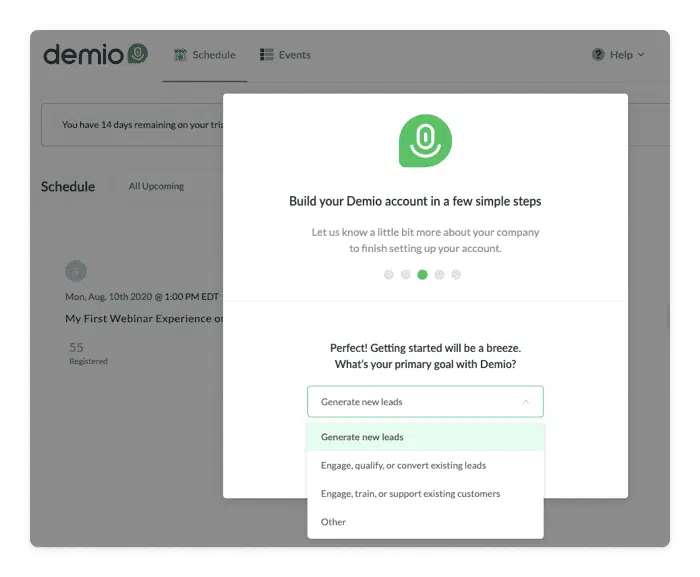 demio
Schedule
Events
Help
You have 14 days remaining on your
Schedule
All Upcoming
Mon, Aug, 10th 2020 @ 1:00 PM EDT
My First Webinar Experience
55
Registered
Build your Demio account in a few simple steps
Let us know a little bit more about your company
to finish setting up your account.
Perfect! Getting started will be a breeze.
What's your primary goal with Demio?
Generate new leads
Generate new leads
Engage, qualify, or convert existing leads
Engage, train, or support existing customers
Other